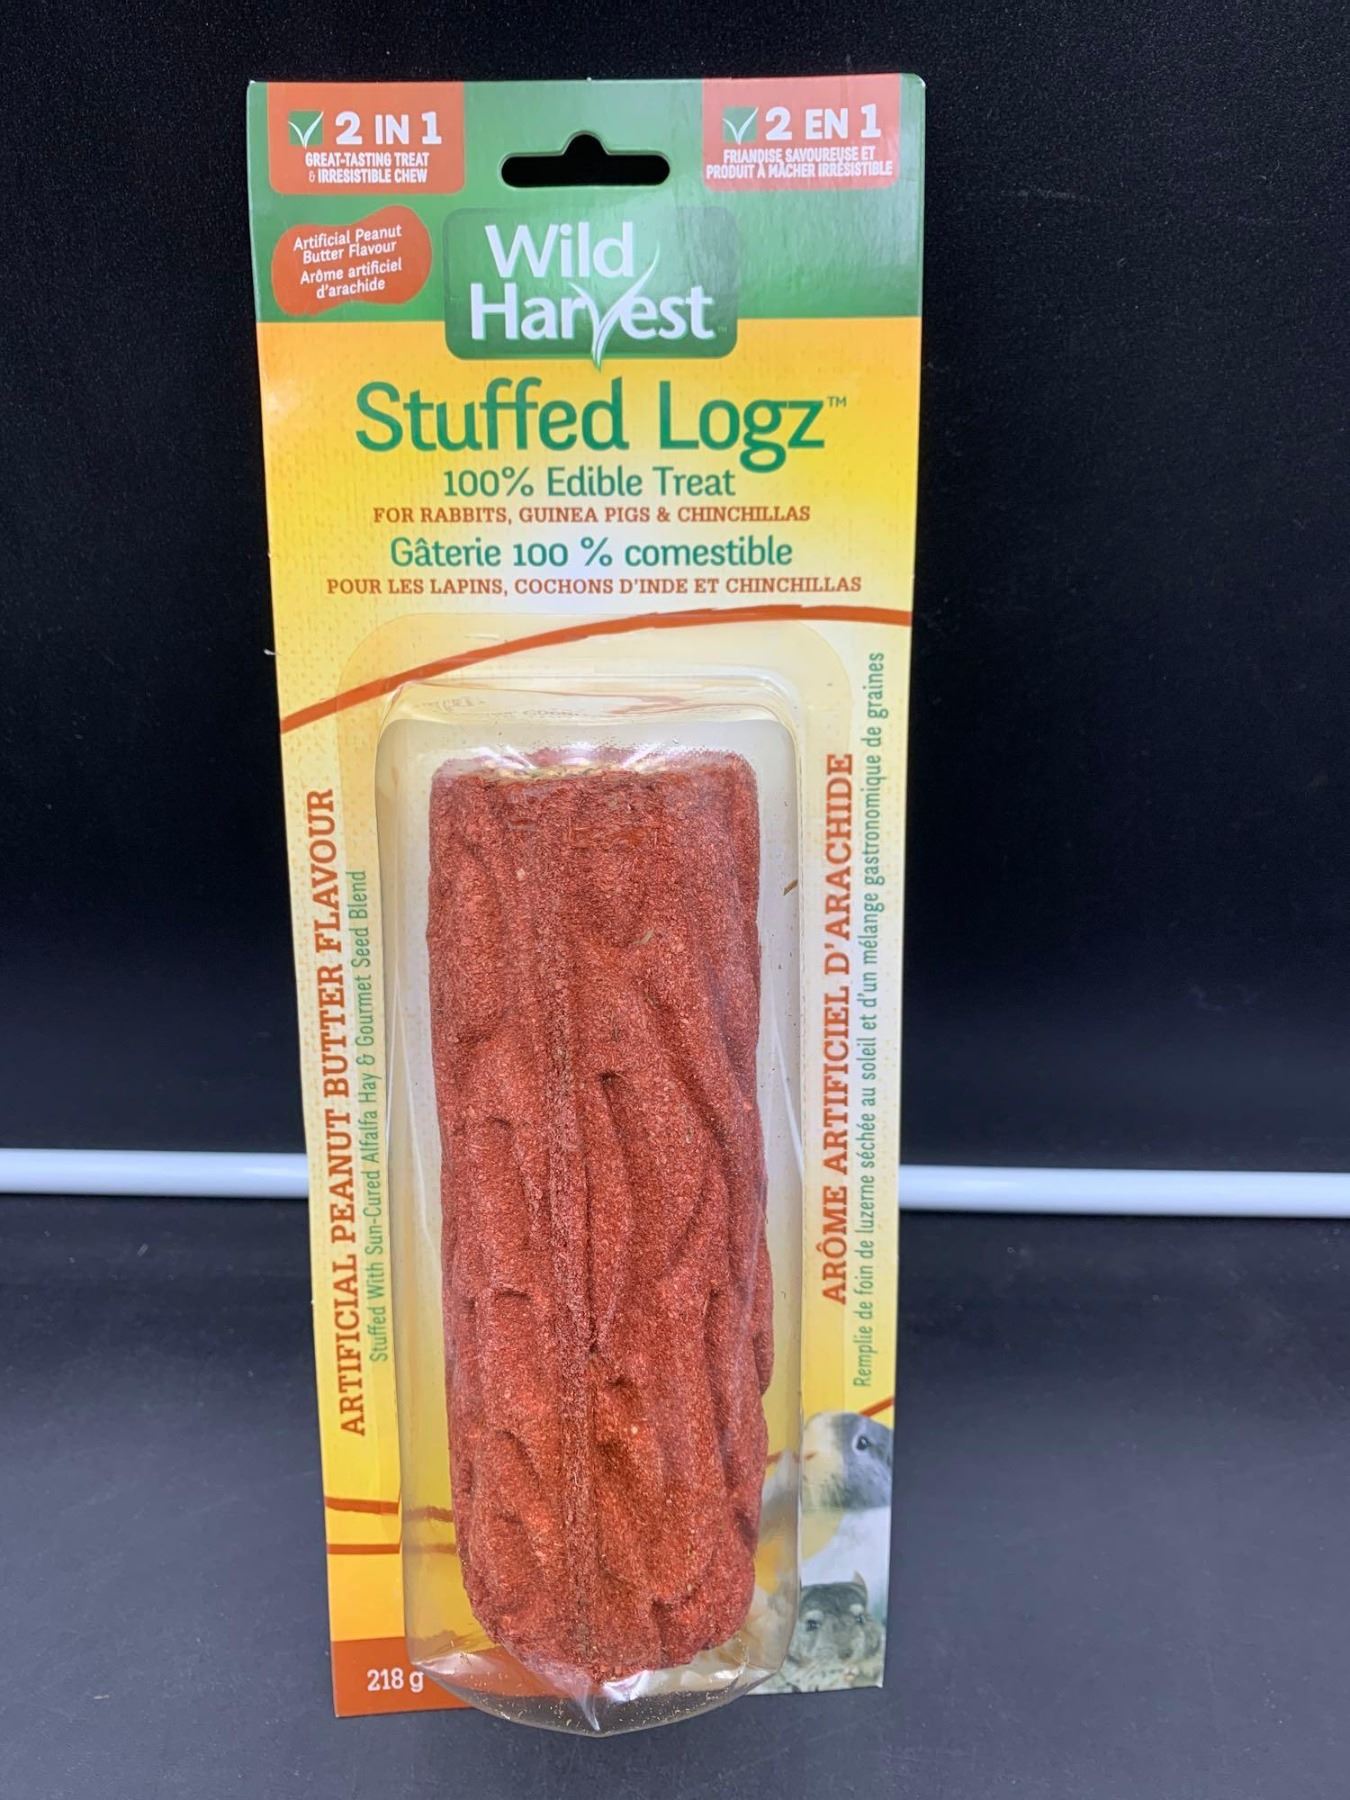 2 IN 1
GREAT-TASTING TREAT
& IRRESISTIBLE CHEW
2 EN 1
FRIANDISE SAVOUREUSE ET
PRODUIT À MÂCHER IRRÉSISTIBLE
Artificial Peanut
Butter Flavour
Arôme artificiel
d'arachide
Wild
Harvest™
Stuffed Logz™
100% Edible Treat
FOR RABBITS, GUINEA PIGS & CHINCHILLAS
Gâterie 100 % comestible
POUR LES LAPINS, COCHONS D'INDE ET CHINCHILLAS
ARTIFICIAL PEANUT BUTTER FLAVOUR
Stuffed With Sun-Cured Alfalfa Hay & Gourmet Seed Blend
ARÔME ARTIFICIEL D'ARACHIDE
Remplie de foin de luzerne séchée au soleil et d'un mélange gastronomique de graines
218 g